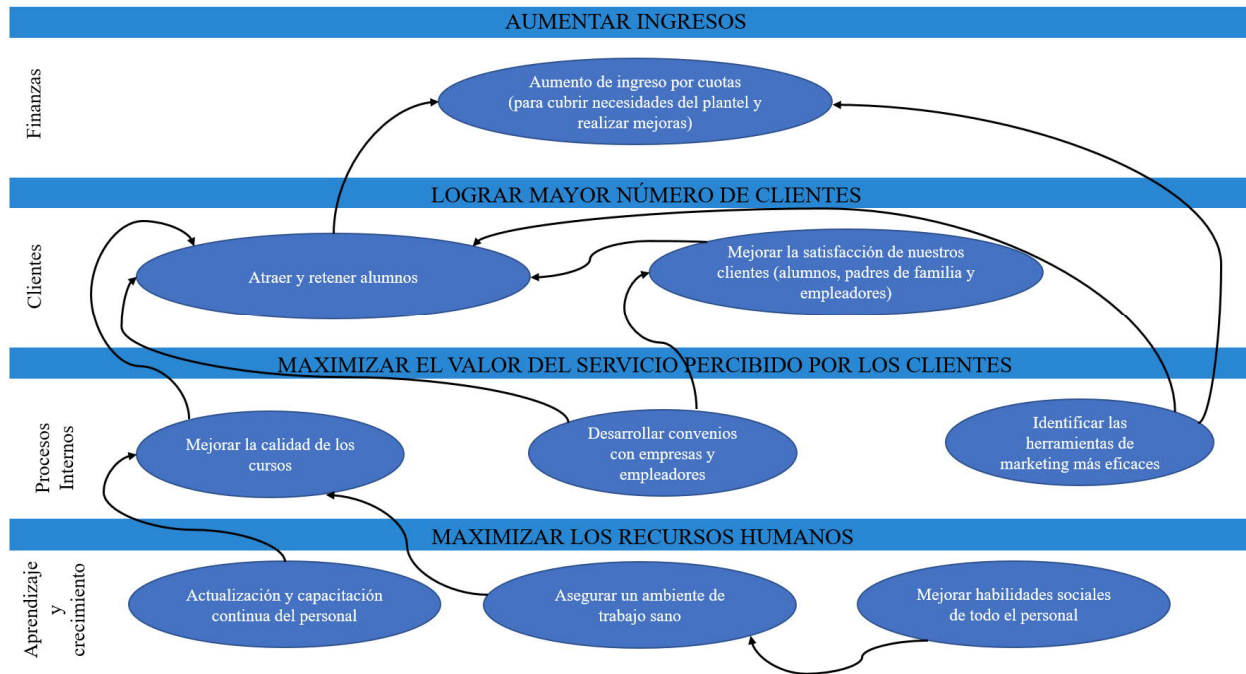 AUMENTAR INGRESOS
Finanzas
Aumento de ingreso por cuotas
(para cubrir necesidades del plantel y
realizar mejoras)
LOGRAR MAYOR NÚMERO DE CLIENTES
Clientes
Atraer y retener alumnos
Mejorar la satisfacción de nuestros
clientes (alumnos, padres de familia y
empleadores)
MAXIMIZAR EL VALOR DEL SERVICIO PERCIBIDO POR LOS CLIENTES
Procesos
Internos
Mejorar la calidad de los
cursos
Desarrollar convenios
con empresas y
empleadores
Identificar las
herramientas de
marketing más eficaces
MAXIMIZAR LOS RECURSOS HUMANOS
Aprendizaje
y
crecimiento
Actualización y capacitación
continua del personal
Asegurar un ambiente de
trabajo sano
Mejorar habilidades sociales
de todo el personal